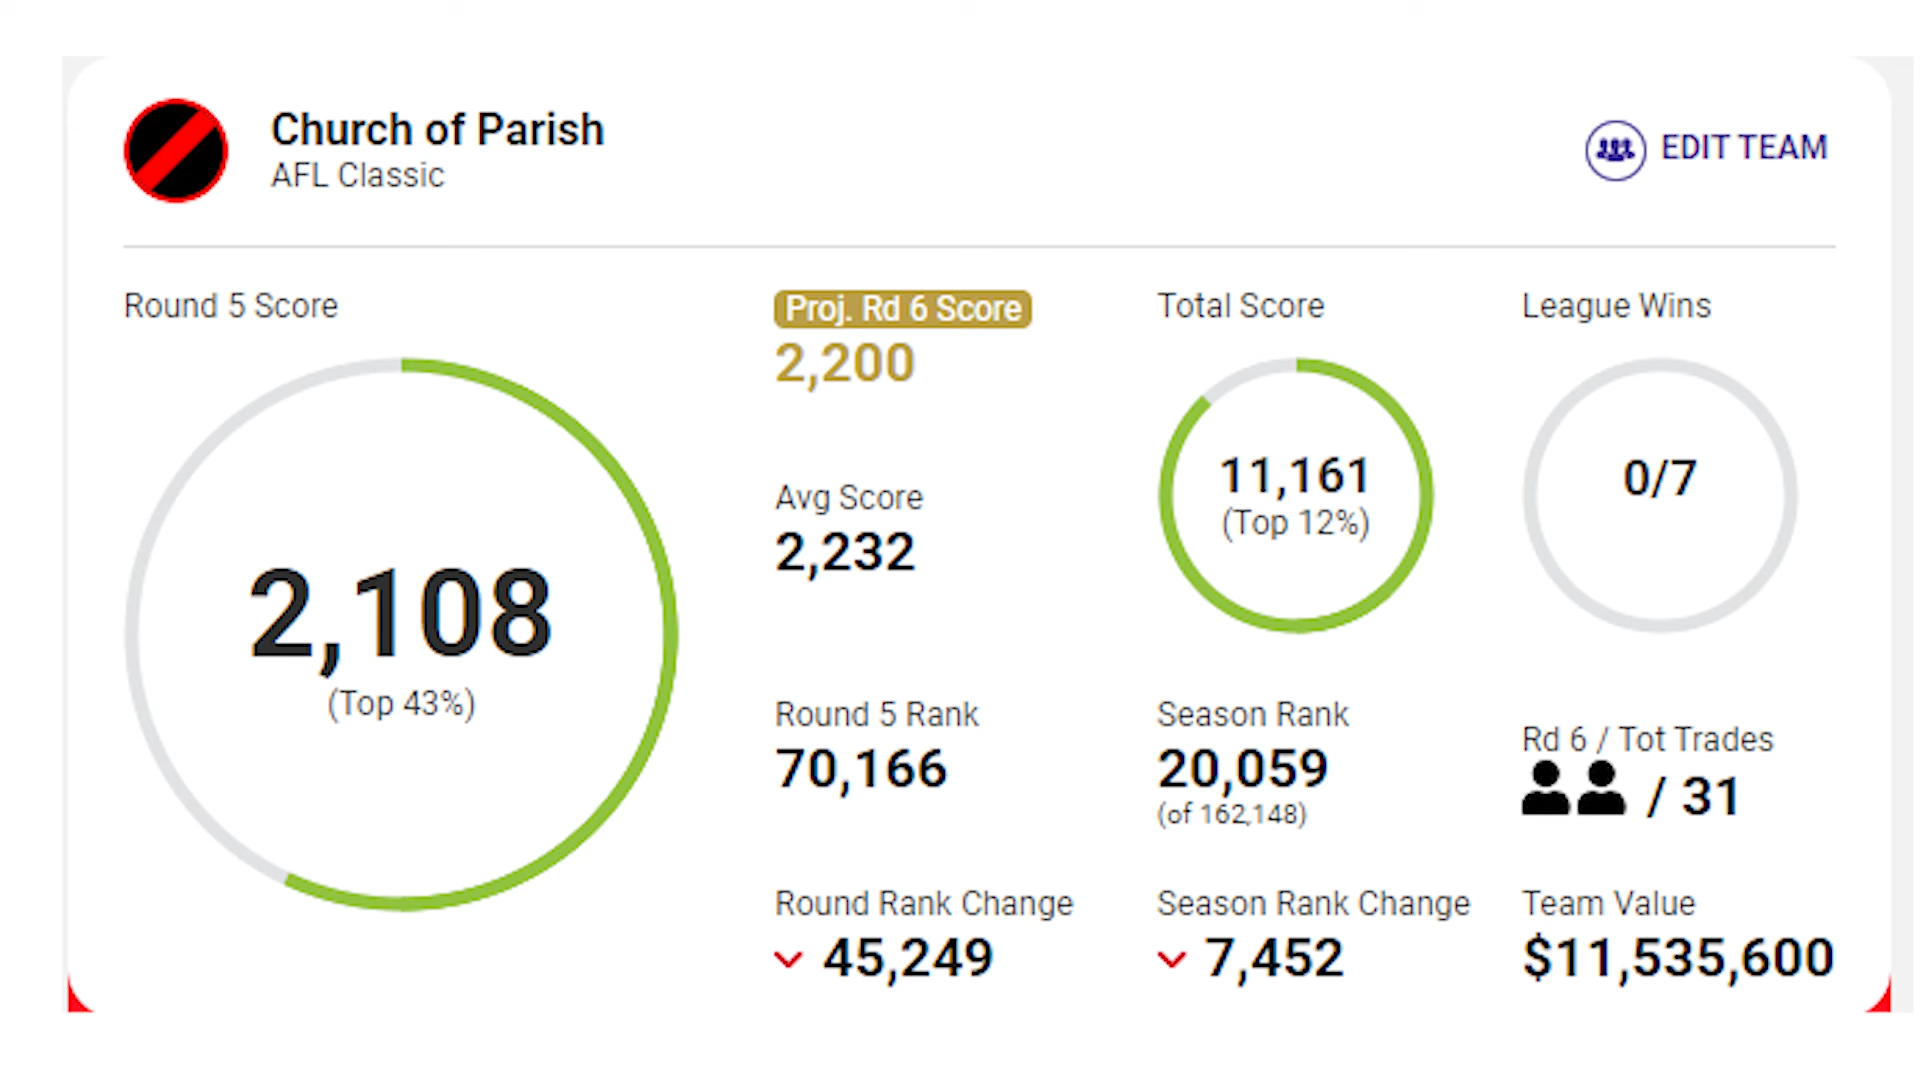 Church of Parish
AFL Classic
EDIT TEAM
Round 5 Score
2,108
(Top 43%)
Proj. Rd 6 Score
2,200
Avg Score
2,232
Round 5 Rank
70,166
Round Rank Change
45,249
Total Score
11,161
(Top 12%)
Season Rank
20,059
(of 162,148)
Season Rank Change
7,452
League Wins
0/7
Rd 6 / Tot Trades
/ 31
Team Value
$11,535,600